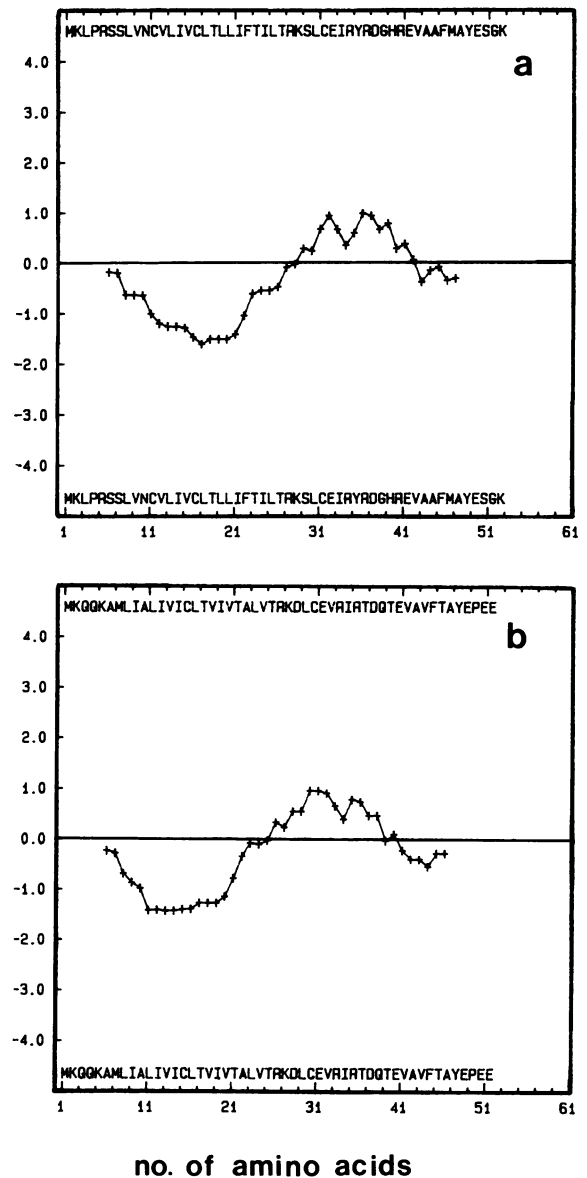 MKLPRSSLVNCVLIVCLTLLIFTILTRKSLCEIRYRDGHREVAAFMAYESGK
a
4.0
3.0
2.0
1.0
0.0
-1.0
-2.0
-3.0
-4.0
MKLPRSSLVNCVLIVCLTLLIFTILTRKSLCEIRYRDGHREVAAFMAYESGK
1 11 21 31 41 51 61
MKQQKAMLIALIVICLTVIVTALVTRKDLCEVRIRTDQTEVAVFTAYEPEE
b
4.0
3.0
2.0
1.0
0.0
-1.0
-2.0
-3.0
-4.0
MKQQKAMLIALIVICLTVIVTALVTRKDLCEVRIRTDQTEVAVFTAYEPEE
1 11 21 31 41 51 61
no. of amino acids